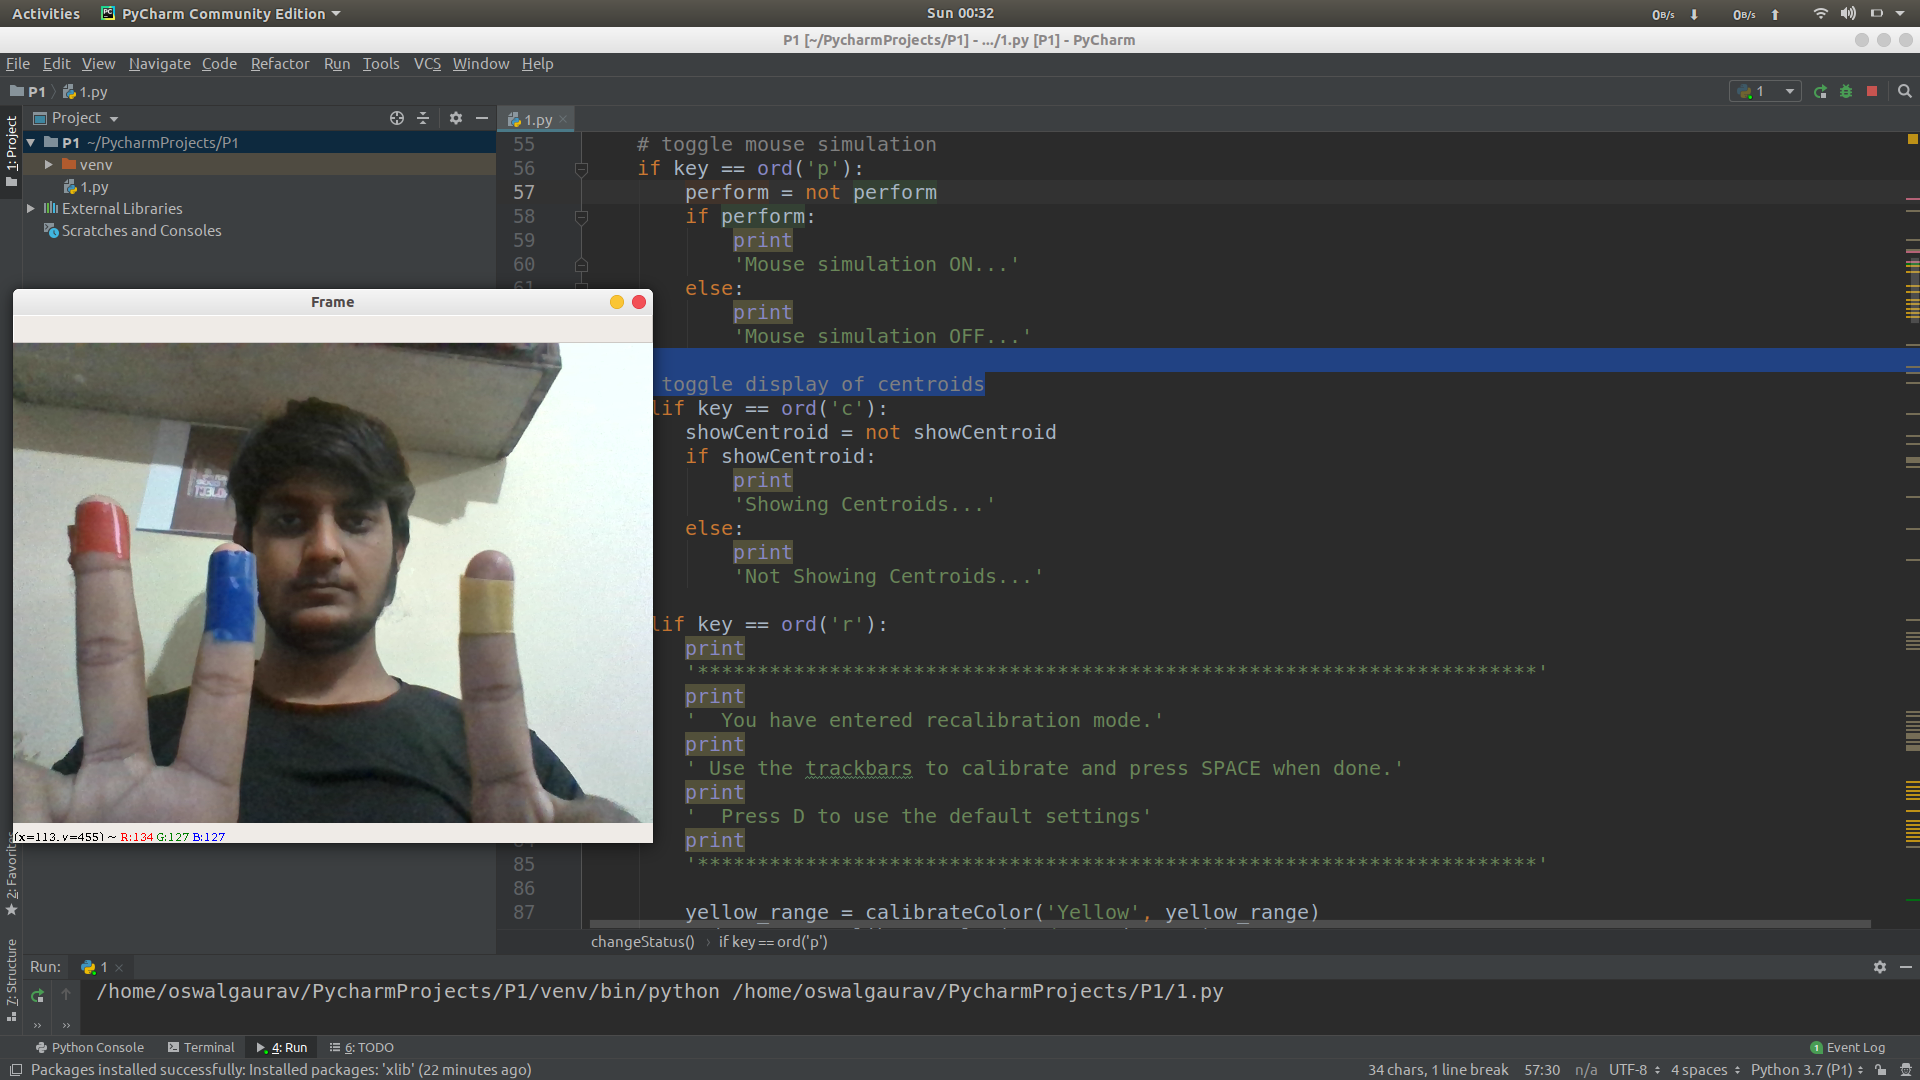 Activities PyCharm Community Edition Sun 00:32 0B/s 0B/s
P1 [~/PycharmProjects/P1] - .../1.py [P1] - PyCharm
File Edit View Navigate Code Refactor Run Tools VCS Window Help
P1 1.py 1
1: Project
Project
1.py
P1 ~/PycharmProjects/P1
venv
1.py
External Libraries
Scratches and Consoles
55 # toggle mouse simulation
56 if key == ord('p'):
57 perform = not perform
58 if perform:
59 print
60 'Mouse simulation ON...'
61 else:
print
'Mouse simulation OFF...'
toggle display of centroids
lif key == ord('c'):
showCentroid = not showCentroid
if showCentroid:
print
'Showing Centroids...'
else:
print
'Not Showing Centroids...'
lif key == ord('r'):
print
'**********************************************************************'
print
'  You have entered recalibration mode.'
print
' Use the trackbars to calibrate and press SPACE when done.'
print
'  Press D to use the default settings'
print
85 '**********************************************************************'
86
87 yellow_range = calibrateColor('Yellow', yellow_range)
Frame
(x=113, y=455) ~ R:134 G:127 B:127
2: Favorites
7: Structure
changeStatus() › if key == ord('p')
Run: 1
/home/oswalgaurav/PycharmProjects/P1/venv/bin/python /home/oswalgaurav/PycharmProjects/P1/1.py
Python Console Terminal 4: Run 6: TODO 1 Event Log
Packages installed successfully: Installed packages: 'xlib' (22 minutes ago) 34 chars, 1 line break 57:30 n/a UTF-8 4 spaces Python 3.7 (P1)